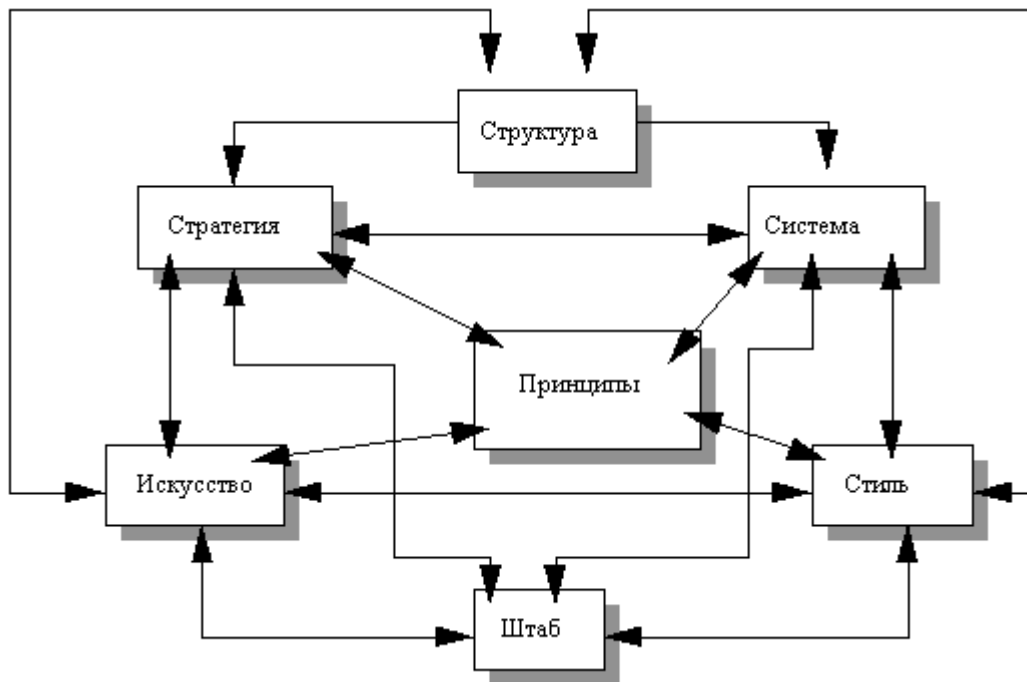 Структура
Стратегия
Система
Принципы
Искусство
Стиль
Штаб